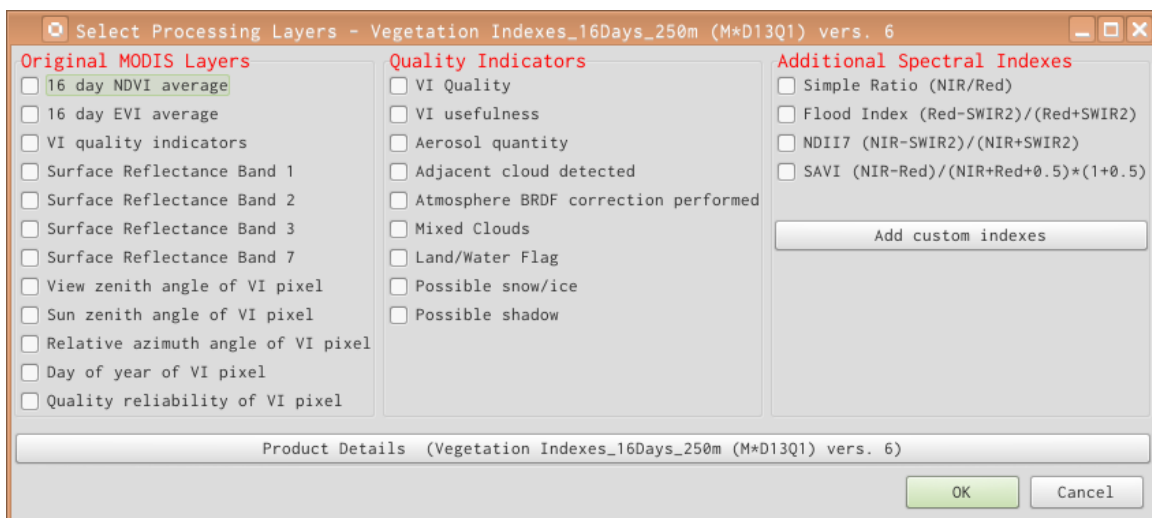 Select Processing Layers - Vegetation Indexes_16Days_250m (M*D13Q1) vers. 6
Original MODIS Layers
16 day NDVI average
16 day EVI average
VI quality indicators
Surface Reflectance Band 1
Surface Reflectance Band 2
Surface Reflectance Band 3
Surface Reflectance Band 7
View zenith angle of VI pixel
Sun zenith angle of VI pixel
Relative azimuth angle of VI pixel
Day of year of VI pixel
Quality reliability of VI pixel
Quality Indicators
VI Quality
VI usefulness
Aerosol quantity
Adjacent cloud detected
Atmosphere BRDF correction performed
Mixed Clouds
Land/Water Flag
Possible snow/ice
Possible shadow
Additional Spectral Indexes
Simple Ratio (NIR/Red)
Flood Index (Red-SWIR2)/(Red+SWIR2)
NDII7 (NIR-SWIR2)/(NIR+SWIR2)
SAVI (NIR-Red)/(NIR+Red+0.5)*(1+0.5)
Add custom indexes
Product Details (Vegetation Indexes_16Days_250m (M*D13Q1) vers. 6)
OK
Cancel